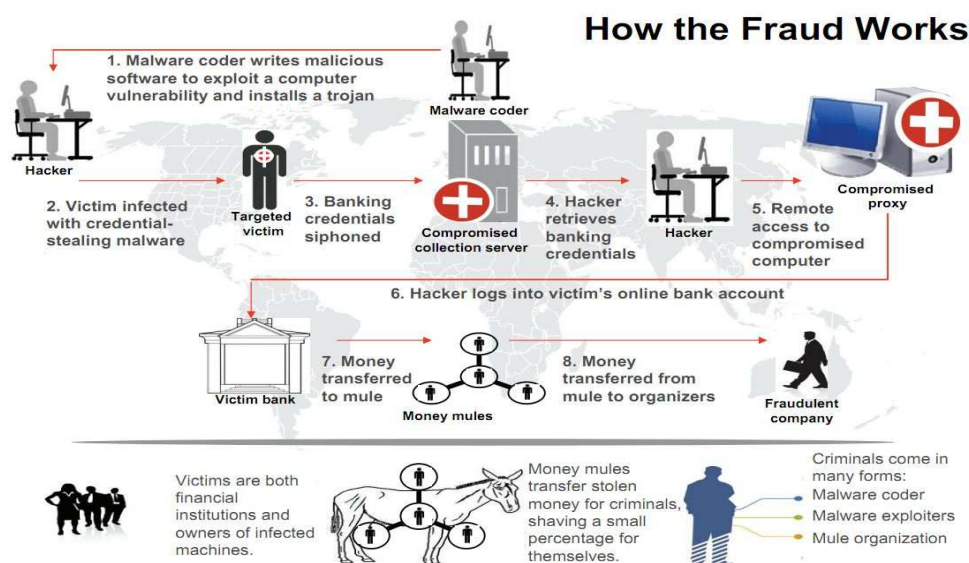 How the Fraud Works
1. Malware coder writes malicious
software to exploit a computer
vulnerability and installs a trojan
Malware coder
Hacker
2. Victim infected
with credential-
stealing malware
Targeted
victim
3. Banking
credentials
siphoned
Compromised
collection server
4. Hacker
retrieves
banking
credentials
Hacker
5. Remote
access to
compromised
computer
Compromised
proxy
6. Hacker logs into victim's online bank account
Victim bank
7. Money
transferred
to mule
Money mules
8. Money
transferred from
mule to organizers
Fraudulent
company
Victims are both
financial
institutions and
owners of infected
machines.
Money mules
transfer stolen
money for criminals,
shaving a small
percentage for
themselves.
Criminals come in
many forms:
Malware coder
Malware exploiters
Mule organization